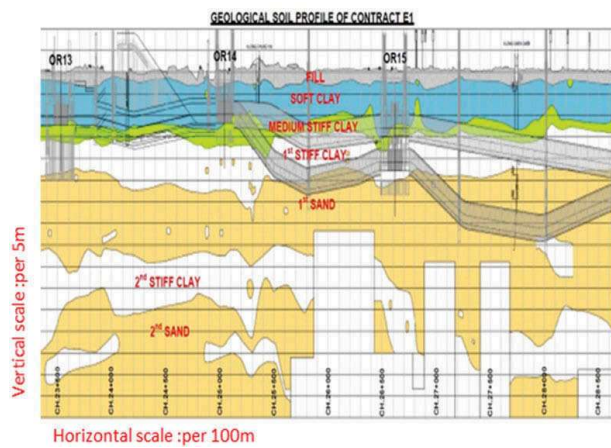 GEOLOGICAL SOIL PROFILE OF CONTRACT E1
OR13
OR14
OR15
FILL
SOFT CLAY
MEDIUM STIFF CLAY
1st STIFF CLAY
1st SAND
2nd STIFF CLAY
2nd SAND
Vertical scale :per 5m
CH.23+500
CH.24+000
CH.24+500
CH.25+000
CH.25+500
CH.26+000
CH.26+500
CH.27+000
CH.27+500
CH.28+000
CH.28+500
Horizontal scale :per 100m